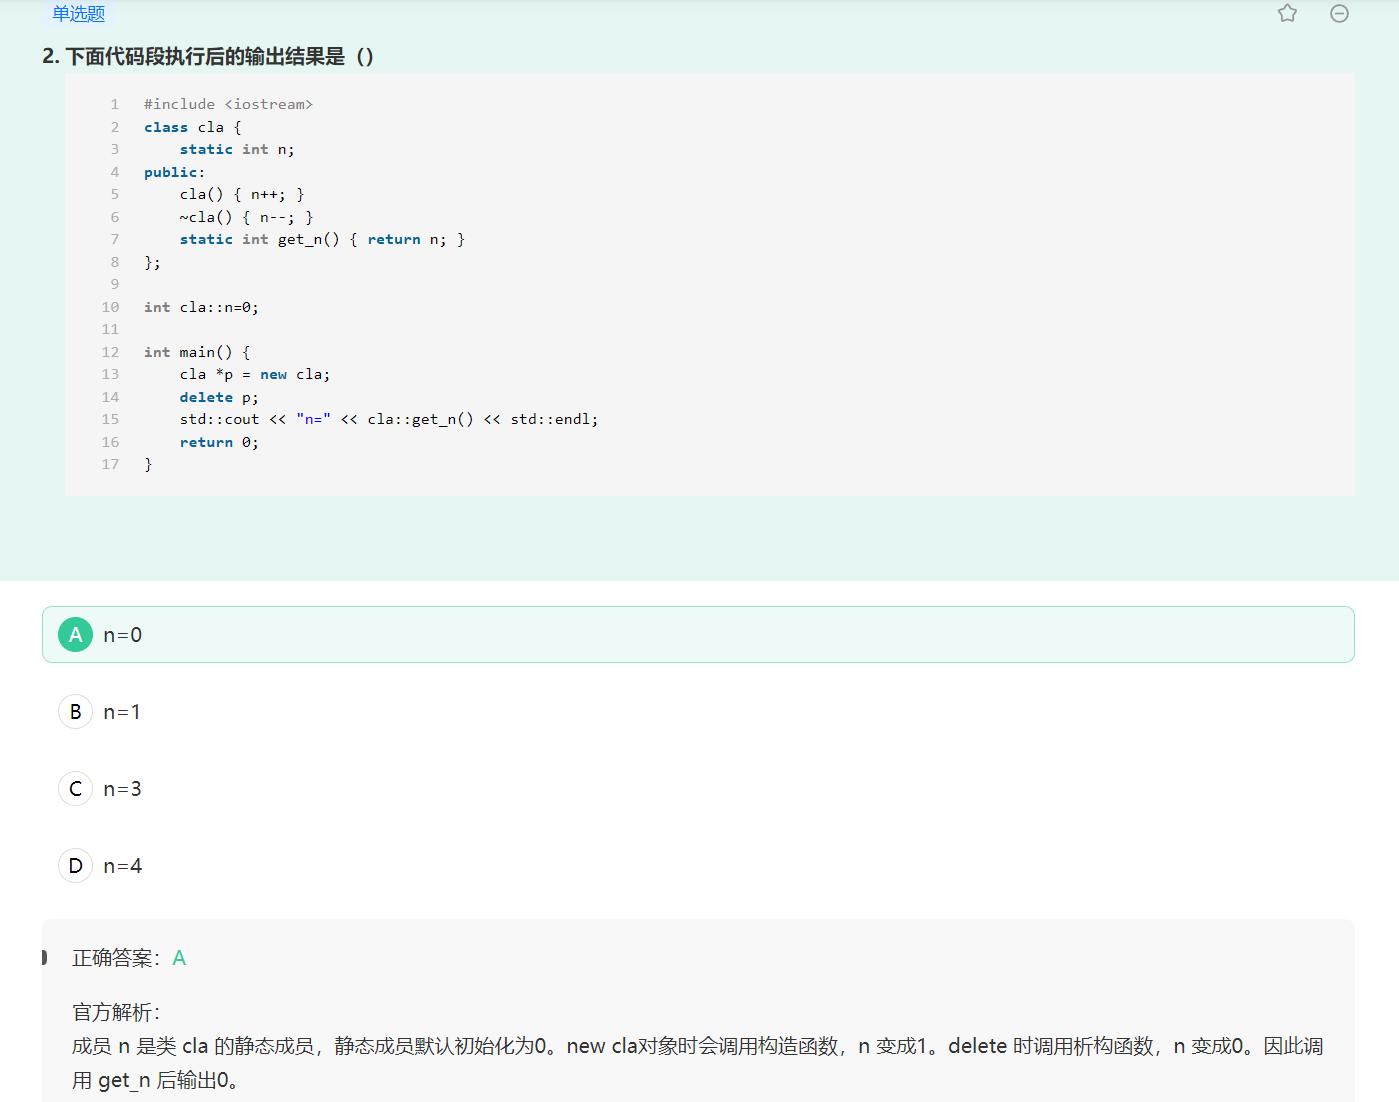 单选题
2. 下面代码段执行后的输出结果是（）
1 #include <iostream>
2 class cla {
3     static int n;
4 public:
5     cla() { n++; }
6     ~cla() { n--; }
7     static int get_n() { return n; }
8 };
9
10 int cla::n=0;
11
12 int main() {
13     cla *p = new cla;
14     delete p;
15     std::cout << "n=" << cla::get_n() << std::endl;
16     return 0;
17 }
A n=0
B n=1
C n=3
D n=4
正确答案：A
官方解析：
成员 n 是类 cla 的静态成员，静态成员默认初始化为0。new cla对象时会调用构造函数，n 变成1。delete 时调用析构函数，n 变成0。因此调
用 get_n 后输出0。